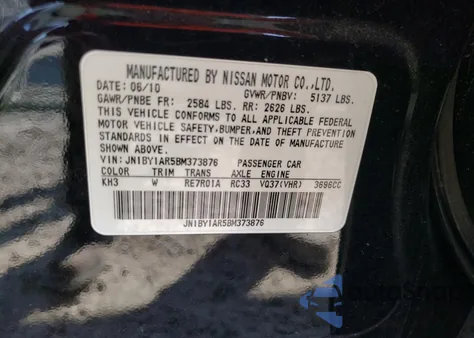 MANUFACTURED BY NISSAN MOTOR CO.,LTD.
DATE: 06/10 GVWR/PNBV: 5137 LBS.
GAWR/PNBE FR: 2584 LBS. RR: 2626 LBS.
THIS VEHICLE CONFORMS TO ALL APPLICABLE FEDERAL
MOTOR VEHICLE SAFETY,BUMPER,AND THEFT PREVENTION
STANDARDS IN EFFECT ON THE DATE OF MANUFACTURE
SHOWN ABOVE.
VIN: JN1BY1AR5BM373876 PASSENGER CAR
COLOR TRIM TRANS AXLE ENGINE
KH3 W RE7R01A RC33 VQ37(VHR) 3696CC
JN1BY1AR5BM373876
AutoShop